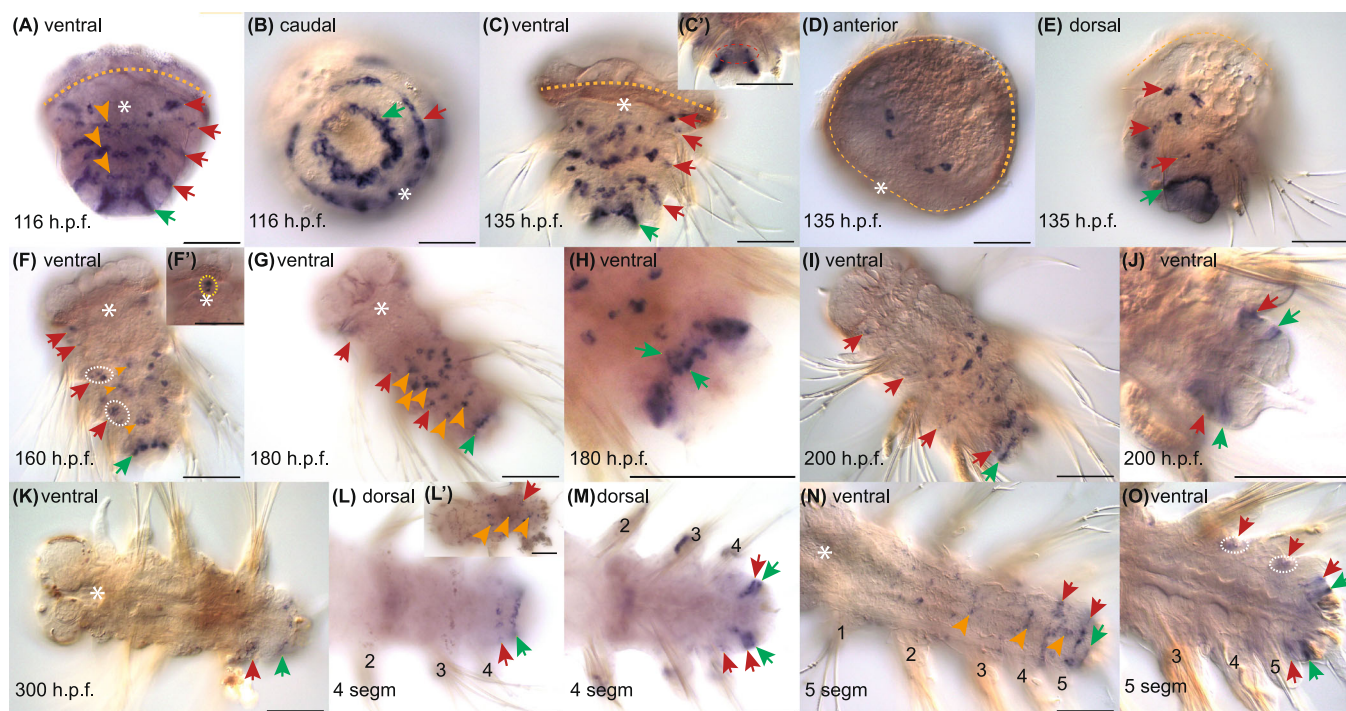 (A) ventral
116 h.p.f.
(B) caudal
116 h.p.f.
(C) ventral
(C')
135 h.p.f.
(D) anterior
135 h.p.f.
(E) dorsal
135 h.p.f.
(F) ventral
(F')
160 h.p.f.
(G) ventral
180 h.p.f.
(H) ventral
180 h.p.f.
(I) ventral
200 h.p.f.
(J) ventral
200 h.p.f.
(K) ventral
300 h.p.f.
(L) dorsal
(L')
2 3 4
4 segm
(M) dorsal
2 3 4
4 segm
(N) ventral
1 2 3 4 5
5 segm
(O) ventral
3 4 5
5 segm